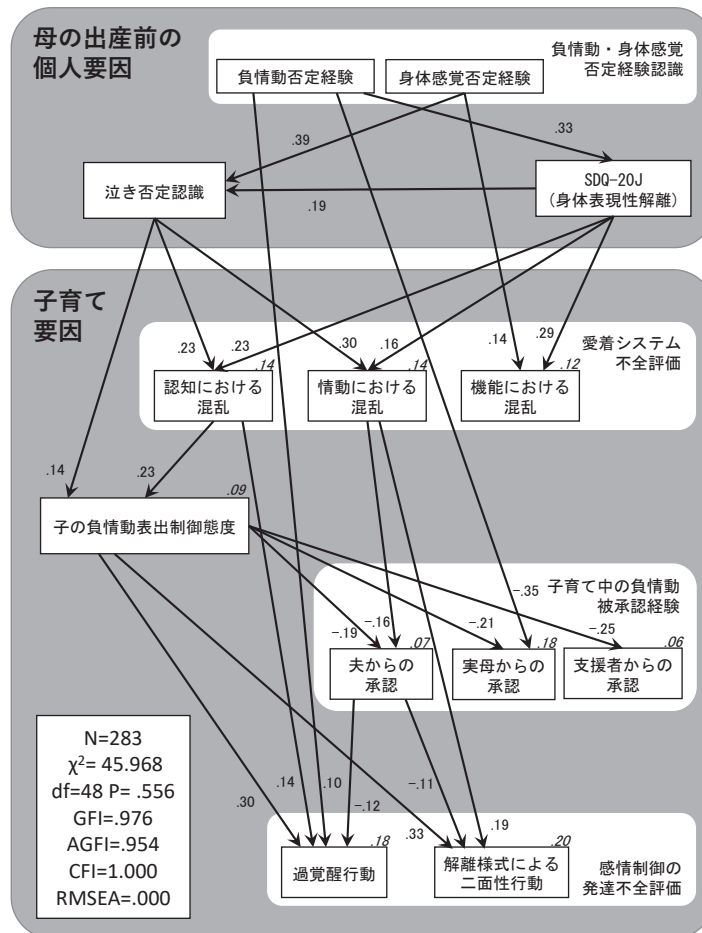 母の出産前の
個人要因
負情動・身体感覚
否定経験認識
負情動否定経験
身体感覚否定経験
.39
.33
泣き否定認識
SDQ-20J
(身体表現性解離)
.19
子育て
要因
愛着システム
不全評価
.23
.23
.30
.16
.14
.29
.14
.14
.12
認知における
混乱
情動における
混乱
機能における
混乱
.14
.23
.09
子の負情動表出制御態度
子育て中の負情動
被承認経験
-.35
-.19
-.16
-.21
-.25
.07
.18
.06
夫からの
承認
実母からの
承認
支援者からの
承認
N=283
χ²= 45.968
df=48 P= .556
GFI=.976
AGFI=.954
CFI=1.000
RMSEA=.000
.30
.14
.10
-.12
.33
-.11
.19
.18
.20
過覚醒行動
解離様式による
二面性行動
感情制御の
発達不全評価